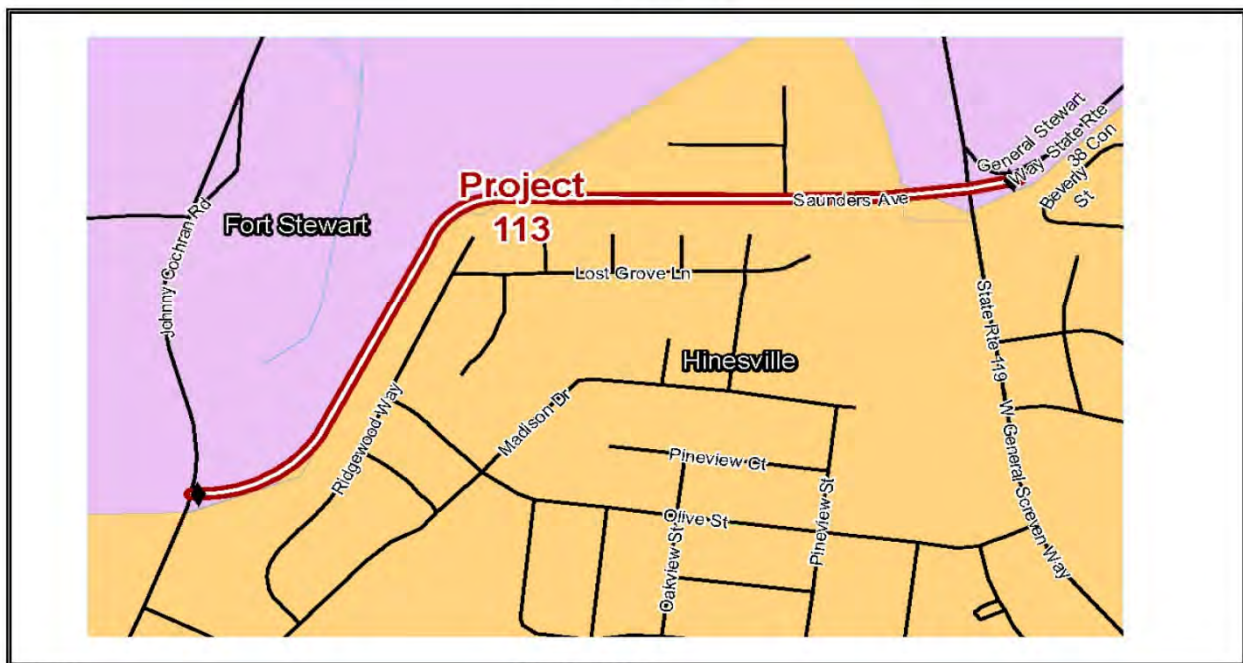 General Stewart
Way State Rte
38 Con
Beverly
St
Project
113
Saunders Ave
Johnny Cochran Rd
Fort Stewart
Lost Grove Ln
State Rte 119
Hinesville
Ridgewood Way
Madison Dr
W General Screven Way
Pineview Ct
Pineview St
Olive St
Oakview St